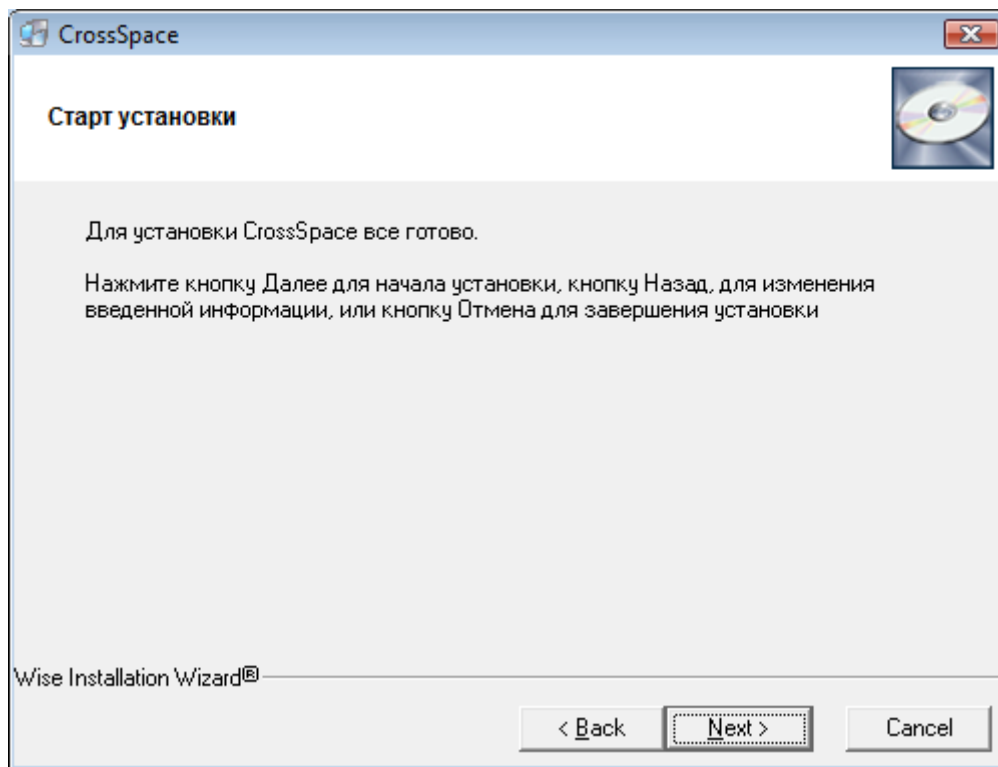 CrossSpace
Старт установки
Для установки CrossSpace все готово.
Нажмите кнопку Далее для начала установки, кнопку Назад, для изменения
введенной информации, или кнопку Отмена для завершения установки
Wise Installation Wizard®
< Back
Next >
Cancel